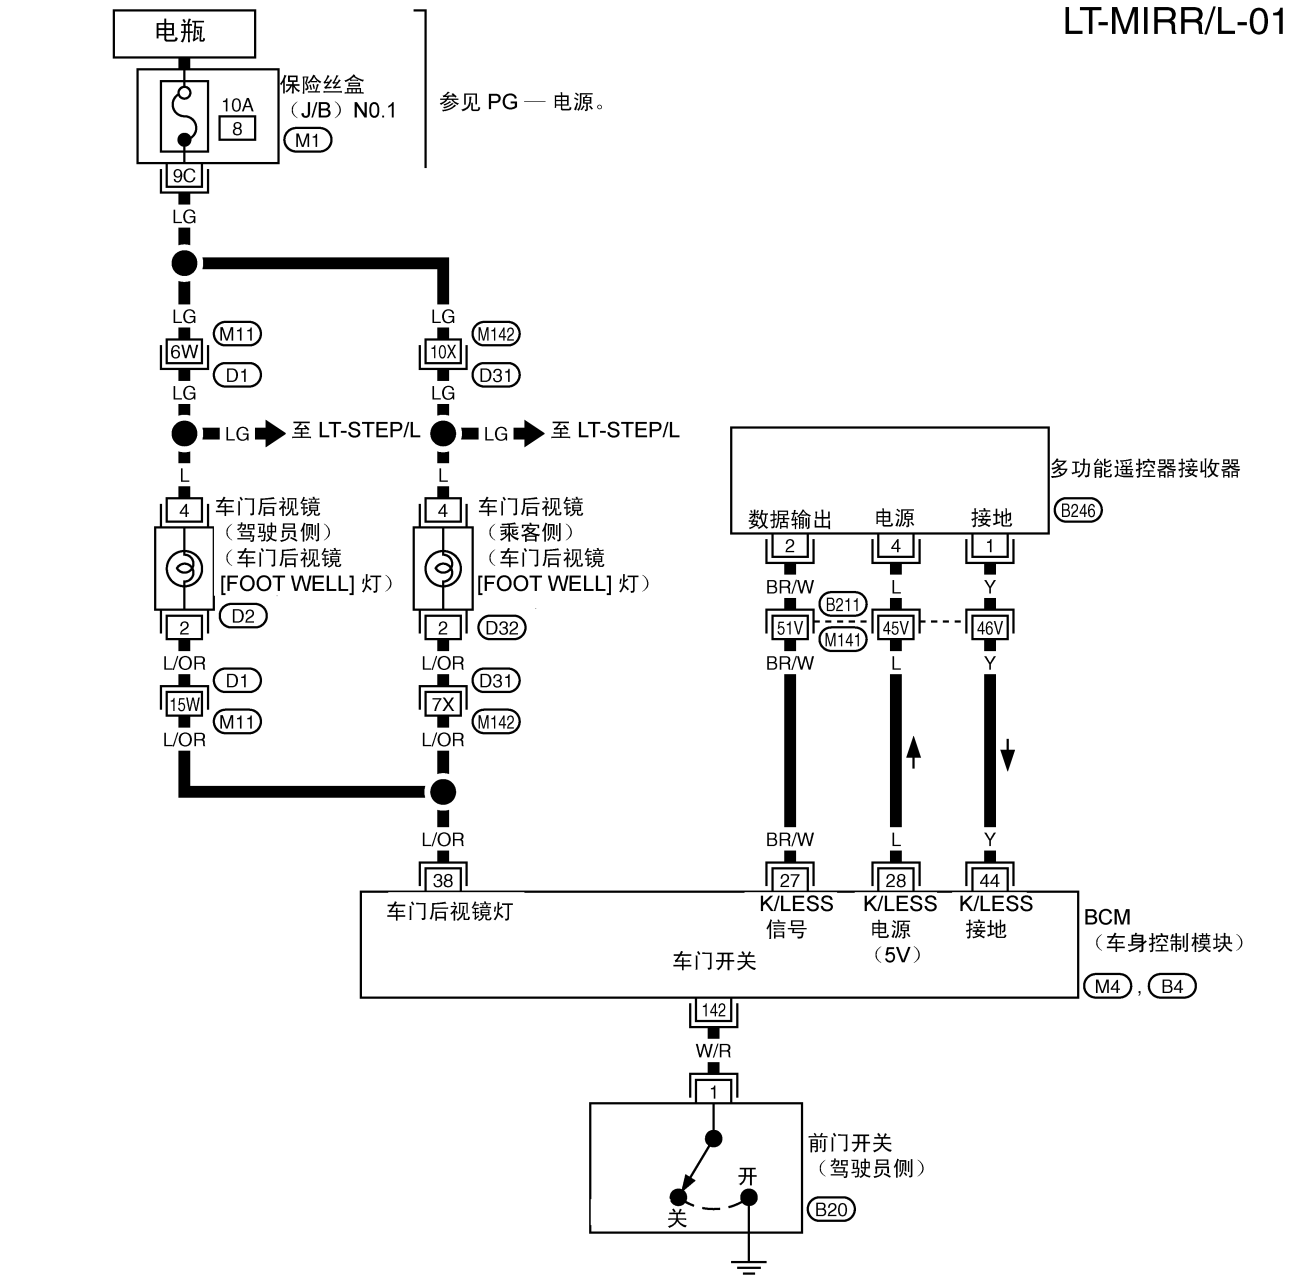 LT-MIRR/L-01
电瓶
保险丝盒
（J/B）N0.1
10A
8
M1
参见 PG — 电源。
9C
LG
LG
LG
M11
M142
6W
10X
D1
D31
LG
LG
LG
至 LT-STEP/L
LG
至 LT-STEP/L
L
L
4
车门后视镜
（驾驶员侧）
（车门后视镜
[FOOT WELL] 灯）
D2
4
车门后视镜
（乘客侧）
（车门后视镜
[FOOT WELL] 灯）
D32
2
2
L/OR
L/OR
D1
D31
15W
7X
M11
M142
L/OR
L/OR
L/OR
38
多功能遥控器接收器
B246
数据输出
电源
接地
2
4
1
BR/W
L
Y
B211
51V
45V
46V
M141
BR/W
L
Y
BR/W
L
Y
27
28
44
车门后视镜灯
K/LESS
信号
K/LESS
电源
（5V）
K/LESS
接地
车门开关
BCM
（车身控制模块）
M4 , B4
142
W/R
1
前门开关
（驾驶员侧）
B20
开
关